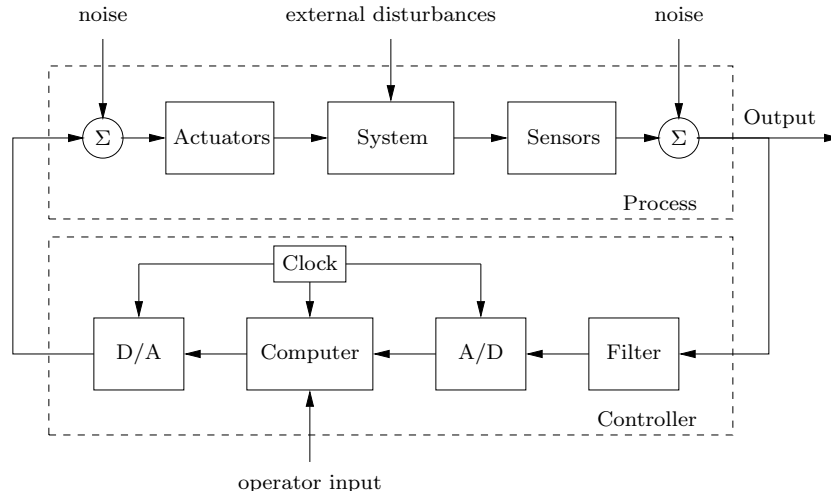 noise
external disturbances
noise
Σ
Actuators
System
Sensors
Σ
Output
Process
Clock
D/A
Computer
A/D
Filter
Controller
operator input